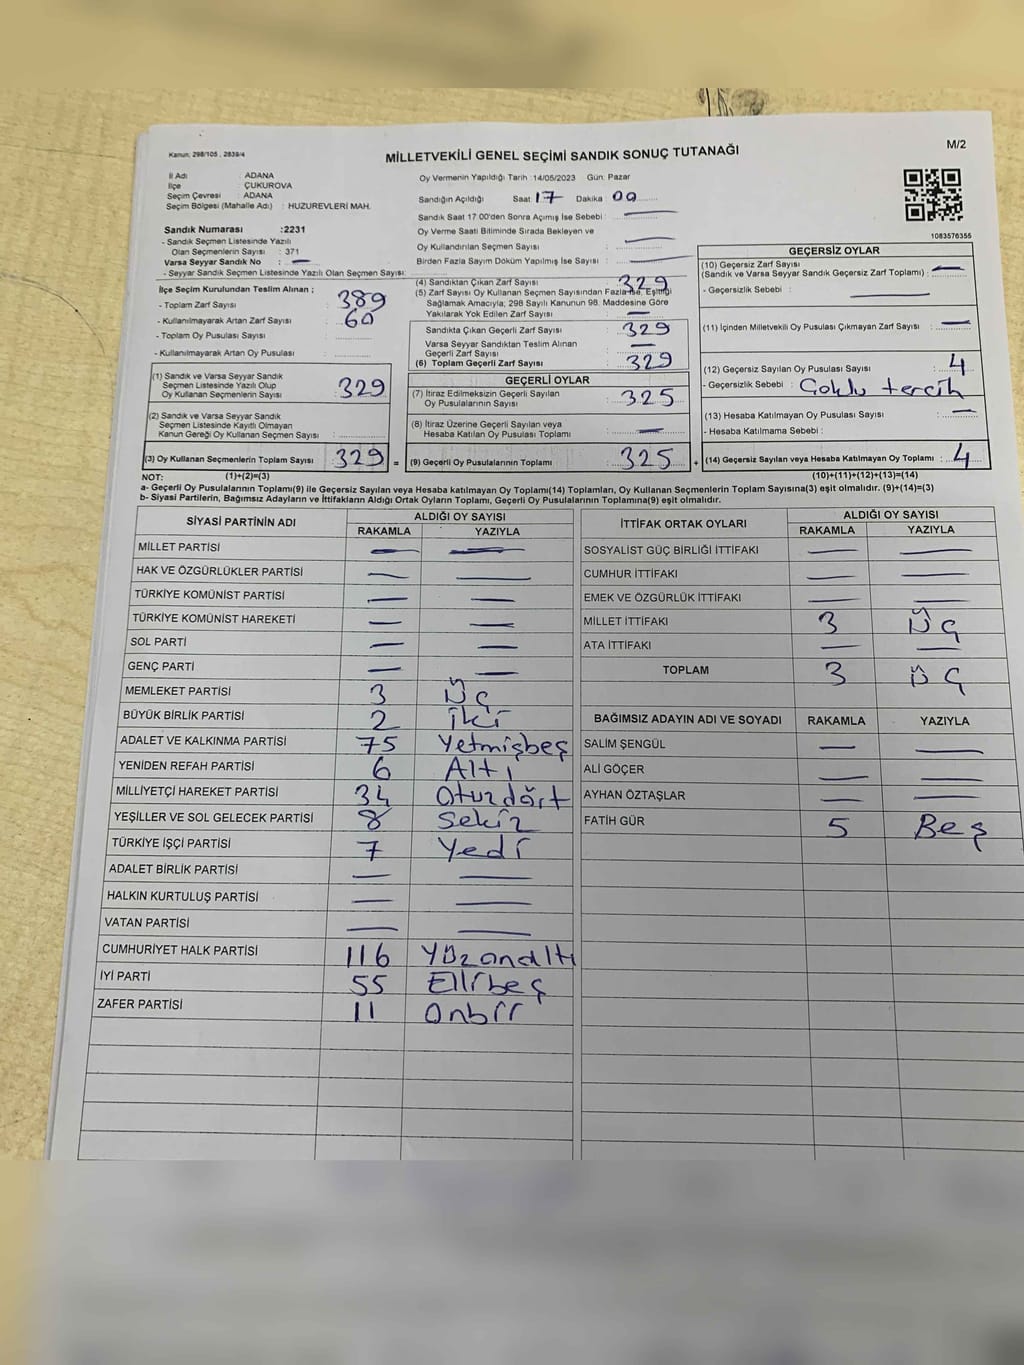 Kanun: 298/105 , 2839/4
MİLLETVEKİLİ GENEL SEÇİMİ SANDIK SONUÇ TUTANAĞI
M/2
İl Adı : ADANA
İlçe : ÇUKUROVA
Seçim Çevresi : ADANA
Seçim Bölgesi (Mahalle Adı) : HUZUREVLERİ MAH.
Sandık Numarası :2231
- Sandık Seçmen Listesinde Yazılı
Olan Seçmenlerin Sayısı : 371
Varsa Seyyar Sandık No : —
- Seyyar Sandık Seçmen Listesinde Yazılı Olan Seçmen Sayısı:
Oy Vermenin Yapıldığı Tarih :14/05/2023 Gün: Pazar
Sandığın Açıldığı Saat 17 Dakika 00
Sandık Saat 17:00'den Sonra Açımış İse Sebebi : —
Oy Verme Saati Bitiminde Sırada Bekleyen ve
Oy Kullandırılan Seçmen Sayısı : —
Birden Fazla Sayım Döküm Yapılmış İse Sayısı : —
1083576355
İlçe Seçim Kurulundan Teslim Alınan ;
- Toplam Zarf Sayısı : 389
- Kullanılmayarak Artan Zarf Sayısı : 60
- Toplam Oy Pusulası Sayısı :
- Kullanılmayarak Artan Oy Pusulası :
(1) Sandık ve Varsa Seyyar Sandık
Seçmen Listesinde Yazılı Olup
Oy Kullanan Seçmenlerin Sayısı : 329
(2) Sandık ve Varsa Seyyar Sandık
Seçmen Listesinde Kayıtlı Olmayan
Kanun Gereği Oy Kullanan Seçmen Sayısı :
(3) Oy Kullanan Seçmenlerin Toplam Sayısı : 329 =
(1)+(2)=(3)
(4) Sandıktan Çıkan Zarf Sayısı : 329
(5) Zarf Sayısı Oy Kullanan Seçmen Sayısından Fazla İse, Eşitliği
Sağlamak Amacıyla; 298 Sayılı Kanunun 98. Maddesine Göre
Yakılarak Yok Edilen Zarf Sayısı : —
Sandıkta Çıkan Geçerli Zarf Sayısı : 329
Varsa Seyyar Sandıktan Teslim Alınan
Geçerli Zarf Sayısı : —
(6) Toplam Geçerli Zarf Sayısı : 329
GEÇERLİ OYLAR
(7) İtiraz Edilmeksizin Geçerli Sayılan
Oy Pusulalarının Sayısı : 325
(8) İtiraz Üzerine Geçerli Sayılan veya
Hesaba Katılan Oy Pusulası Toplamı : —
(9) Geçerli Oy Pusulalarının Toplamı : 325 +
GEÇERSİZ OYLAR
(10) Geçersiz Zarf Sayısı
(Sandık ve Varsa Seyyar Sandık Geçersiz Zarf Toplamı) : —
- Geçersizlik Sebebi : —
(11) İçinden Milletvekili Oy Pusulası Çıkmayan Zarf Sayısı : —
(12) Geçersiz Sayılan Oy Pusulası Sayısı : 4
- Geçersizlik Sebebi : Çoklu tercih
(13) Hesaba Katılmayan Oy Pusulası Sayısı : —
- Hesaba Katılmama Sebebi :
(14) Geçersiz Sayılan veya Hesaba Katılmayan Oy Toplamı : 4
(10)+(11)+(12)+(13)=(14)
NOT:
a- Geçerli Oy Pusulalarının Toplamı(9) ile Geçersiz Sayılan veya Hesaba katılmayan Oy Toplamı(14) Toplamları, Oy Kullanan Seçmenlerin Toplam Sayısına(3) eşit olmalıdır. (9)+(14)=(3)
b- Siyasi Partilerin, Bağımsız Adayların ve İttifakların Aldığı Ortak Oyların Toplamı, Geçerli Oy Pusulalarının Toplamına(9) eşit olmalıdır.
SİYASİ PARTİNİN ADI ALDIĞI OY SAYISI
RAKAMLA YAZIYLA
MİLLET PARTİSİ — —
HAK VE ÖZGÜRLÜKLER PARTİSİ — —
TÜRKİYE KOMÜNİST PARTİSİ — —
TÜRKİYE KOMÜNİST HAREKETİ — —
SOL PARTİ — —
GENÇ PARTİ — —
MEMLEKET PARTİSİ 3 Üç
BÜYÜK BİRLİK PARTİSİ 2 İki
ADALET VE KALKINMA PARTİSİ 75 Yetmişbeş
YENİDEN REFAH PARTİSİ 6 Altı
MİLLİYETÇİ HAREKET PARTİSİ 34 Otuzdört
YEŞİLLER VE SOL GELECEK PARTİSİ 8 Sekiz
TÜRKİYE İŞÇİ PARTİSİ 7 Yedi
ADALET BİRLİK PARTİSİ — —
HALKIN KURTULUŞ PARTİSİ — —
VATAN PARTİSİ — —
CUMHURİYET HALK PARTİSİ 116 Yüzonaltı
İYİ PARTİ 55 Ellibeş
ZAFER PARTİSİ 11 Onbir
İTTİFAK ORTAK OYLARI ALDIĞI OY SAYISI
RAKAMLA YAZIYLA
SOSYALİST GÜÇ BİRLİĞİ İTTİFAKI — —
CUMHUR İTTİFAKI — —
EMEK VE ÖZGÜRLÜK İTTİFAKI — —
MİLLET İTTİFAKI 3 Üç
ATA İTTİFAKI — —
TOPLAM 3 Üç
BAĞIMSIZ ADAYIN ADI VE SOYADI RAKAMLA YAZIYLA
SALİM ŞENGÜL — —
ALİ GÖÇER — —
AYHAN ÖZTAŞLAR — —
FATİH GÜR 5 Beş